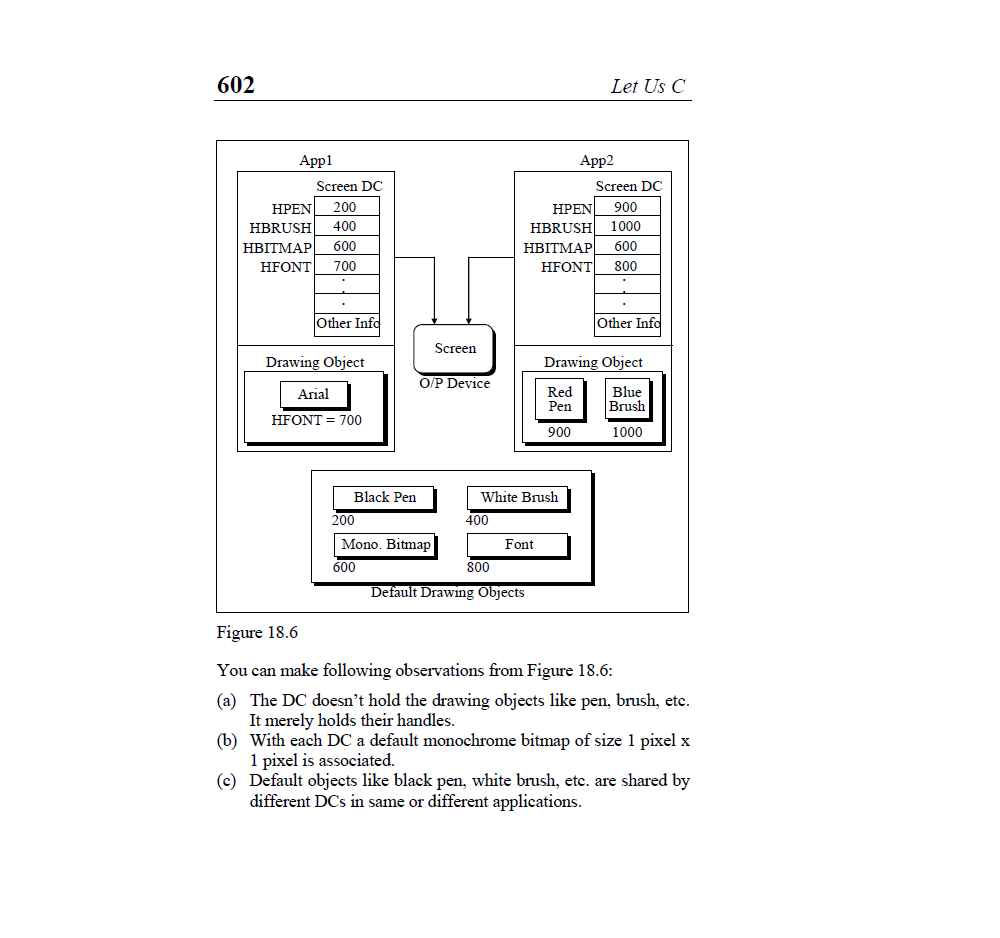 602 Let Us C
App1 App2
Screen DC Screen DC
HPEN 200 HPEN 900
HBRUSH 400 HBRUSH 1000
HBITMAP 600 HBITMAP 600
HFONT 700 HFONT 800
. .
. .
. .
Other Info Other Info
Screen
Drawing Object Drawing Object
O/P Device
Arial Red Blue
Pen Brush
HFONT = 700
900 1000
Black Pen White Brush
200 400
Mono. Bitmap Font
600 800
Default Drawing Objects
Figure 18.6
You can make following observations from Figure 18.6:
(a) The DC doesn’t hold the drawing objects like pen, brush, etc.
It merely holds their handles.
(b) With each DC a default monochrome bitmap of size 1 pixel x
1 pixel is associated.
(c) Default objects like black pen, white brush, etc. are shared by
different DCs in same or different applications.